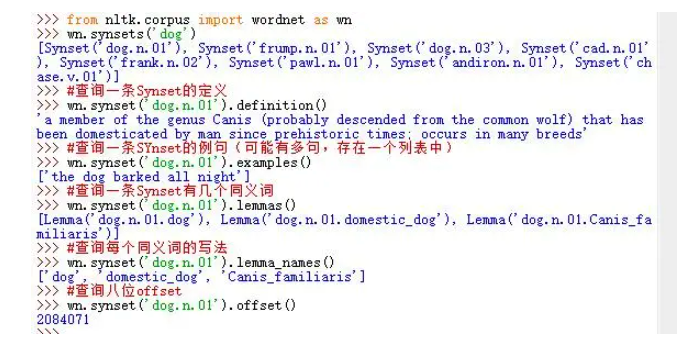 >>> from nltk.corpus import wordnet as wn
>>> wn.synsets('dog')
[Synset('dog.n.01'), Synset('frump.n.01'), Synset('dog.n.03'), Synset('cad.n.01'
), Synset('frank.n.02'), Synset('pawl.n.01'), Synset('andiron.n.01'), Synset('ch
ase.v.01')]
>>> #查询一条Synset的定义
>>> wn.synset('dog.n.01').definition()
'a member of the genus Canis (probably descended from the common wolf) that has
been domesticated by man since prehistoric times; occurs in many breeds'
>>> #查询一条SYnset的例句（可能有多句，存在一个列表中）
>>> wn.synset('dog.n.01').examples()
['the dog barked all night']
>>> #查询一条Synset有几个同义词
>>> wn.synset('dog.n.01').lemmas()
[Lemma('dog.n.01.dog'), Lemma('dog.n.01.domestic_dog'), Lemma('dog.n.01.Canis_fa
miliaris')]
>>> #查询每个同义词的写法
>>> wn.synset('dog.n.01').lemma_names()
['dog', 'domestic_dog', 'Canis_familiaris']
>>> #查询八位offset
>>> wn.synset('dog.n.01').offset()
2084071
>>>